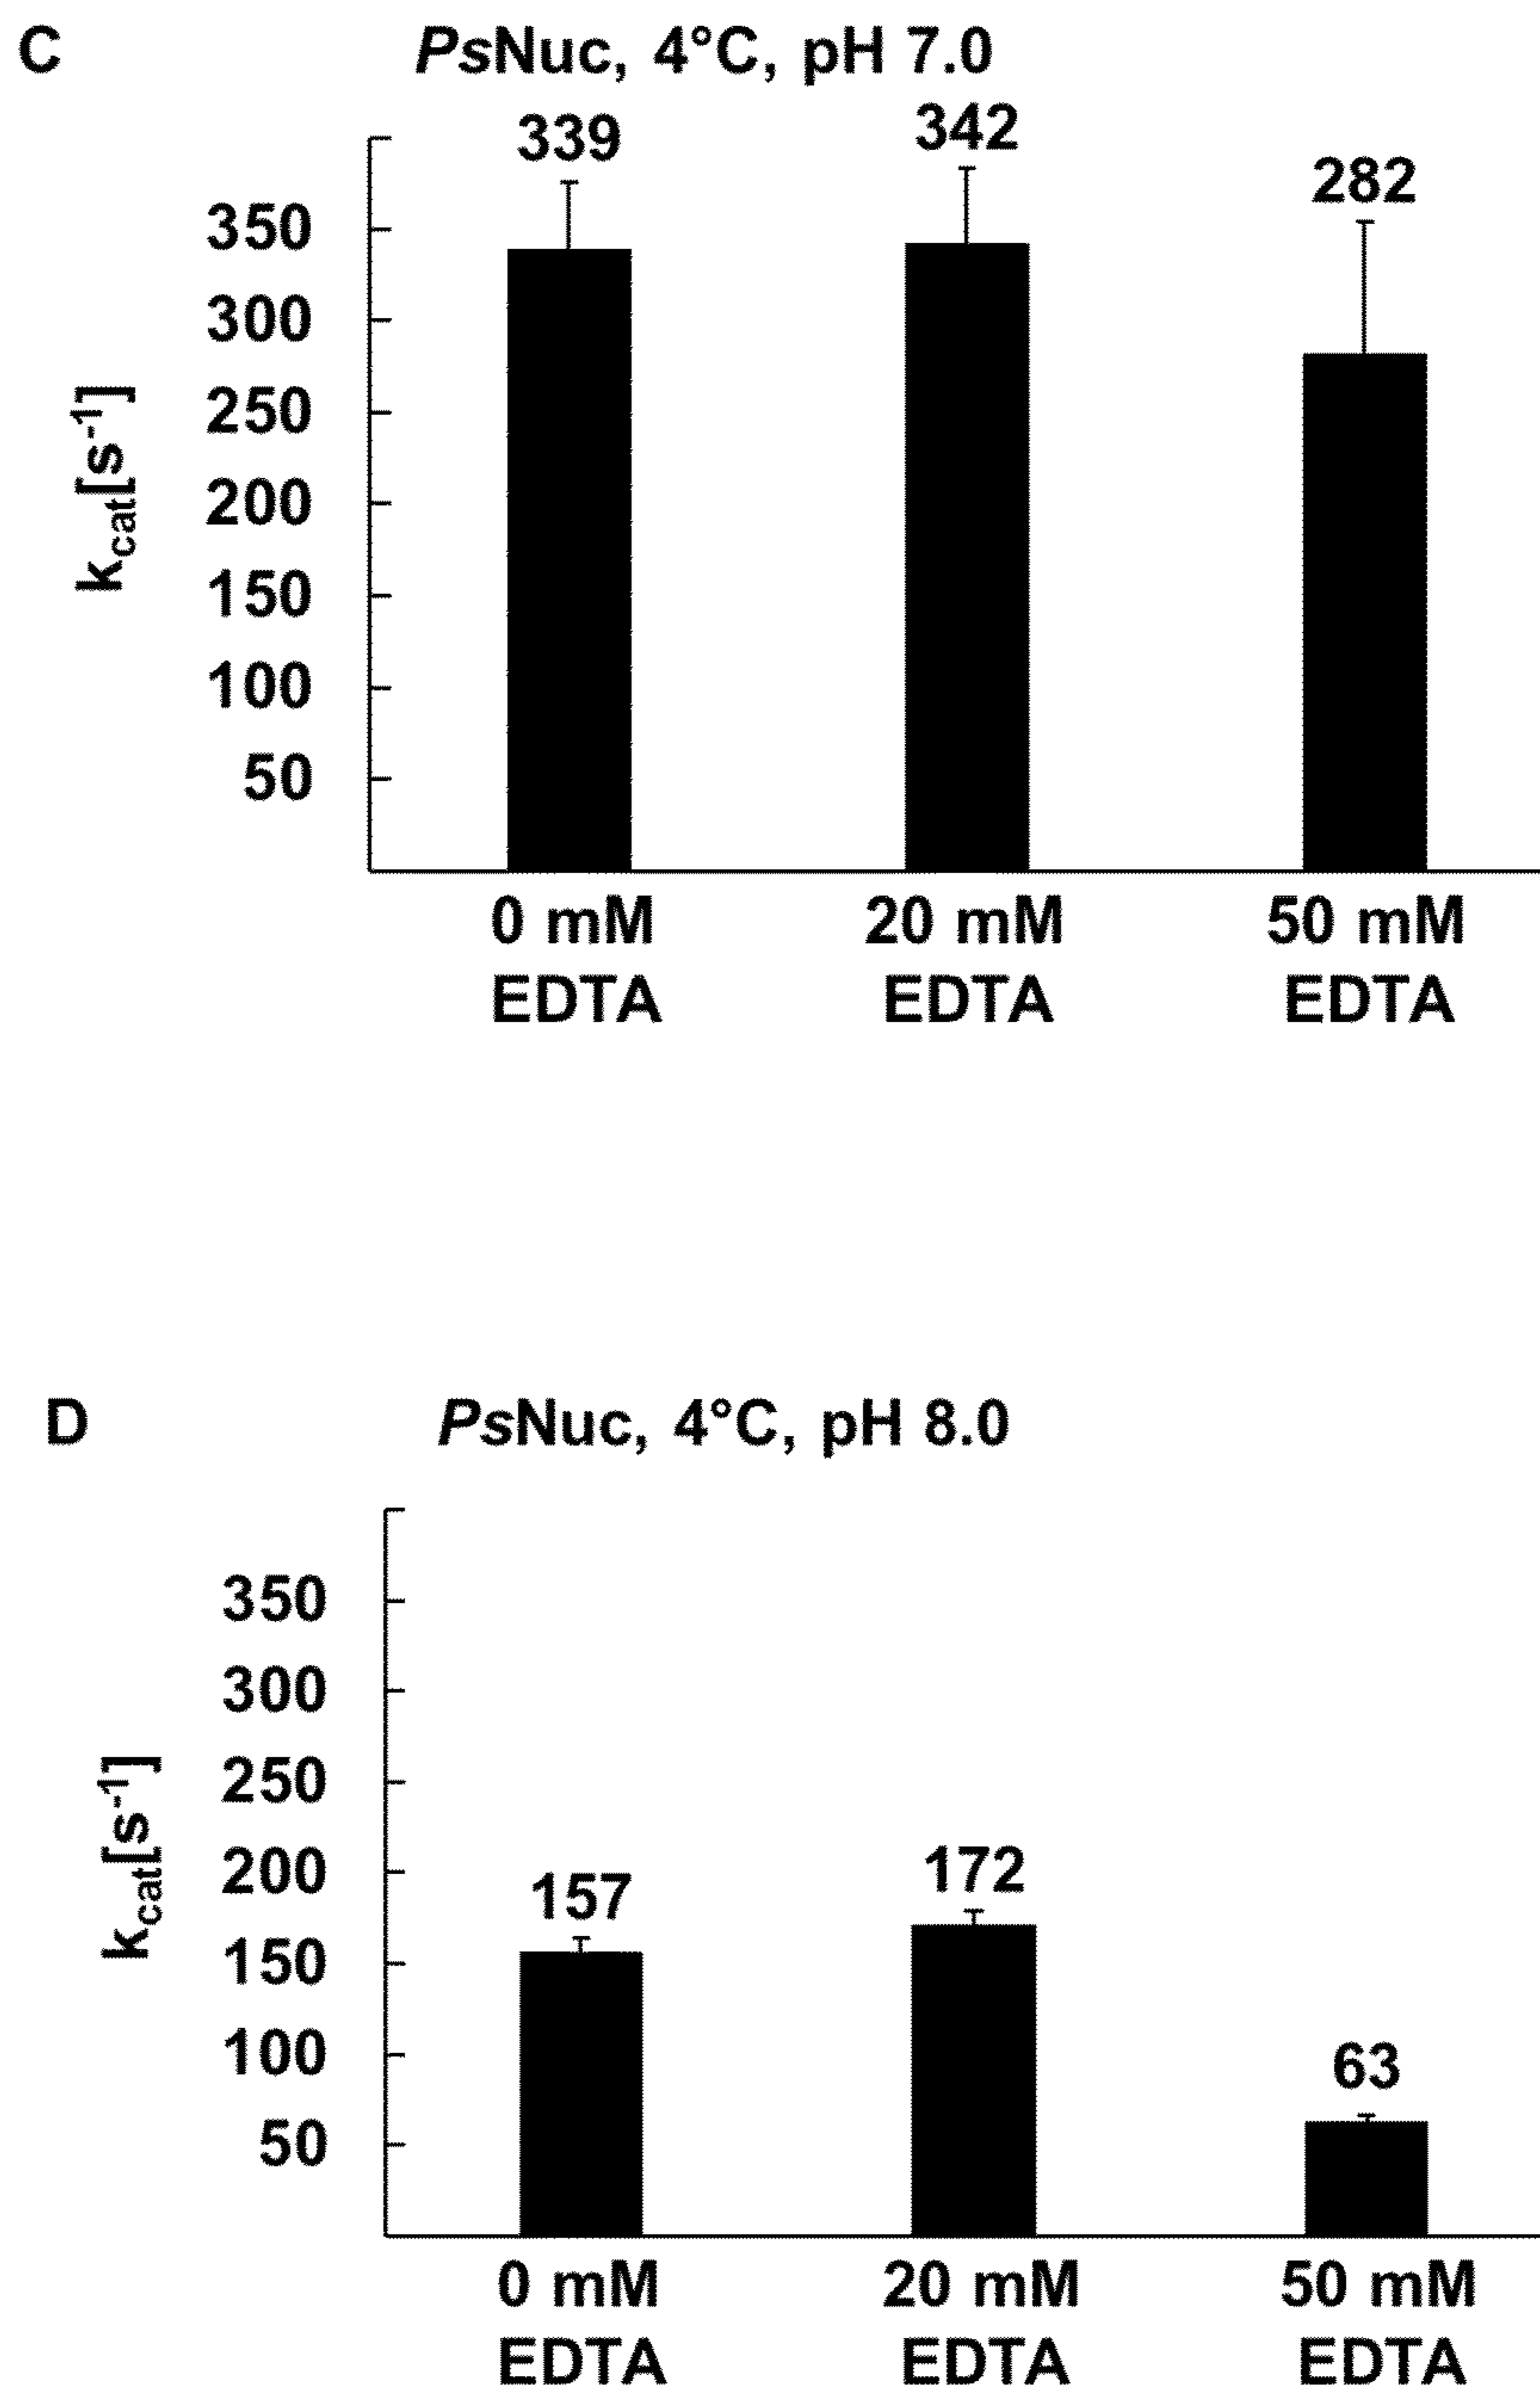 C
PsNuc, 4°C, pH 7.0
339
342
282
350
300
250
200
150
100
50
kcat[s-1]
0 mM
EDTA
20 mM
EDTA
50 mM
EDTA
D
PsNuc, 4°C, pH 8.0
350
300
250
200
150
100
50
kcat[s-1]
157
172
63
0 mM
EDTA
20 mM
EDTA
50 mM
EDTA